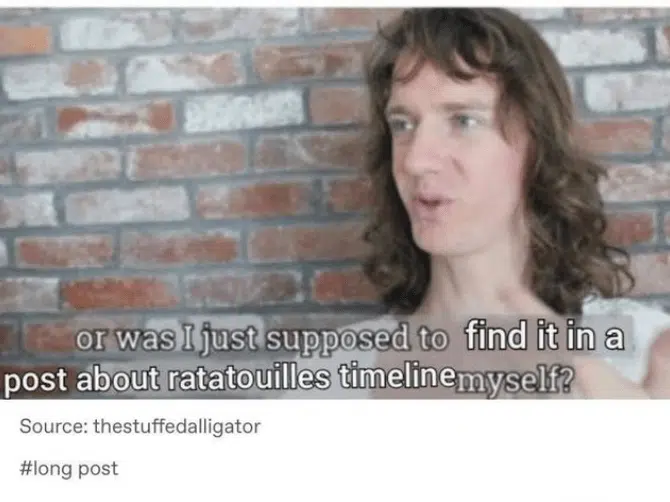 or was I just supposed to find it in a
post about ratatouilles timelinemyself?
Source: thestuffedalligator
#long post